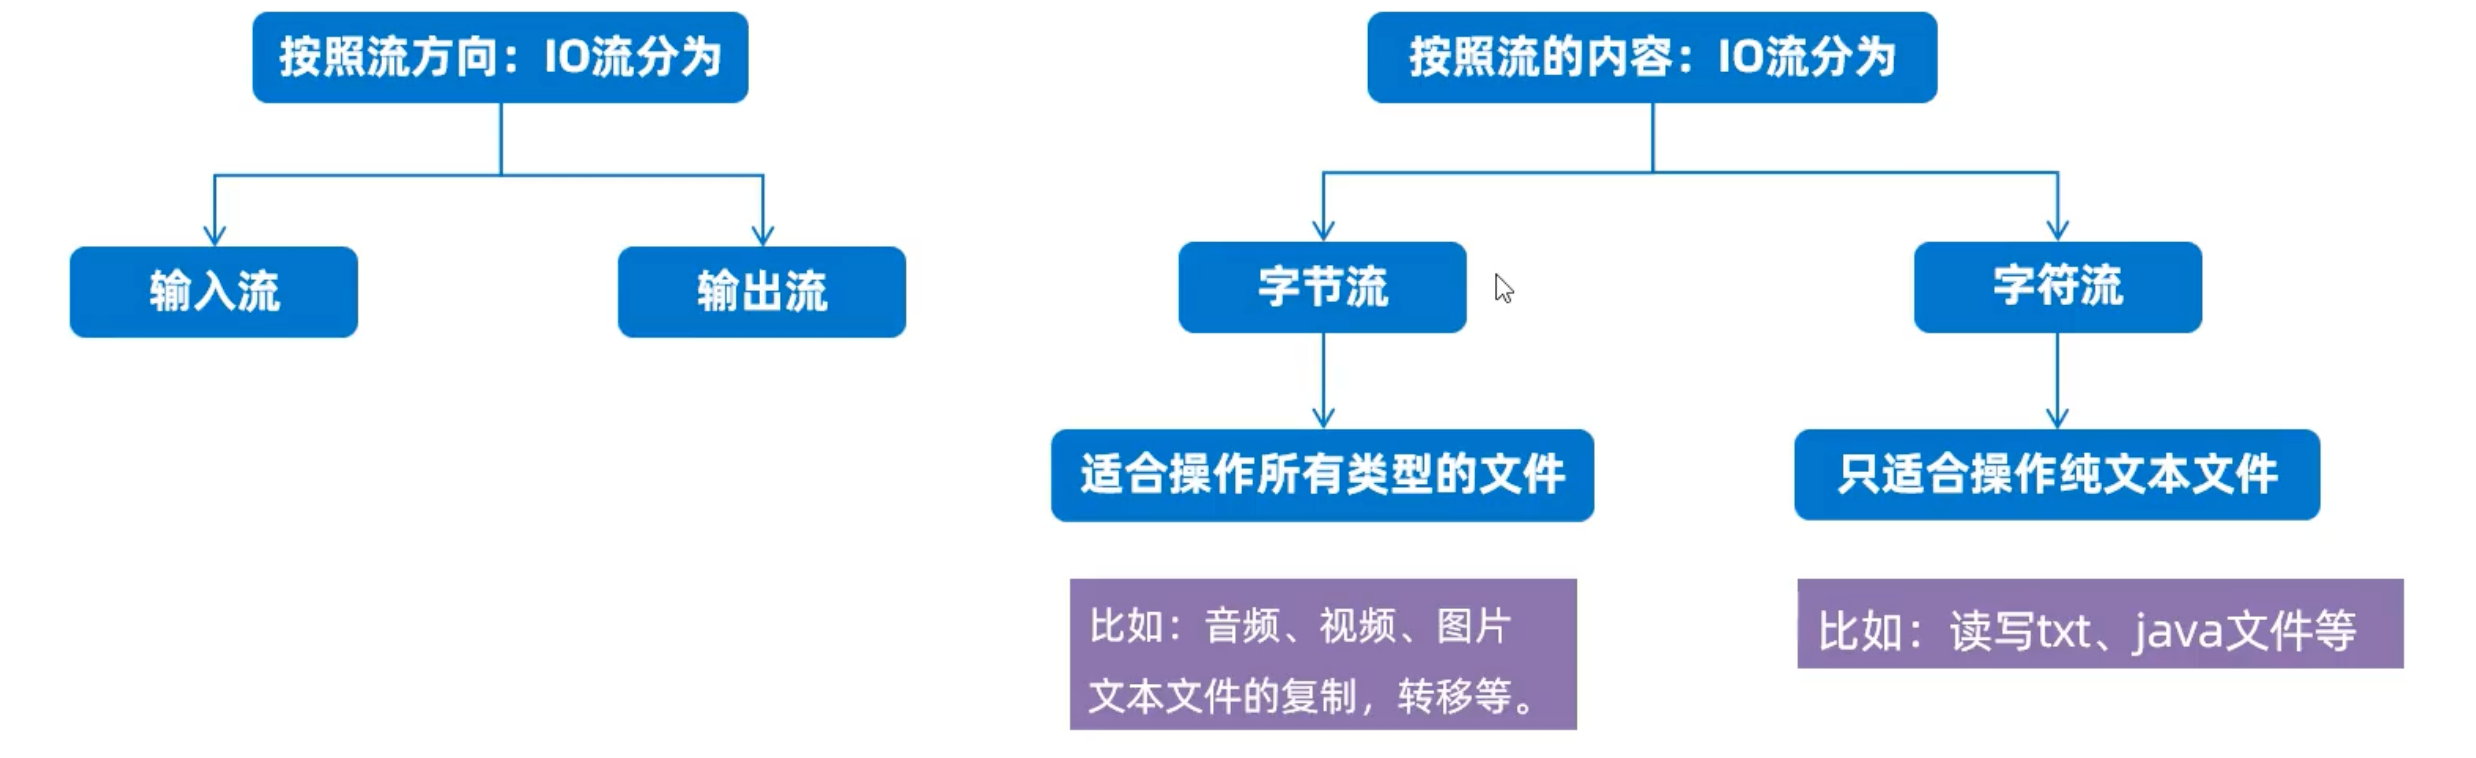 按照流方向：IO流分为
输入流
输出流
按照流的内容：IO流分为
字节流
字符流
适合操作所有类型的文件
只适合操作纯文本文件
比如：音频、视频、图片
文本文件的复制，转移等。
比如：读写txt、java文件等